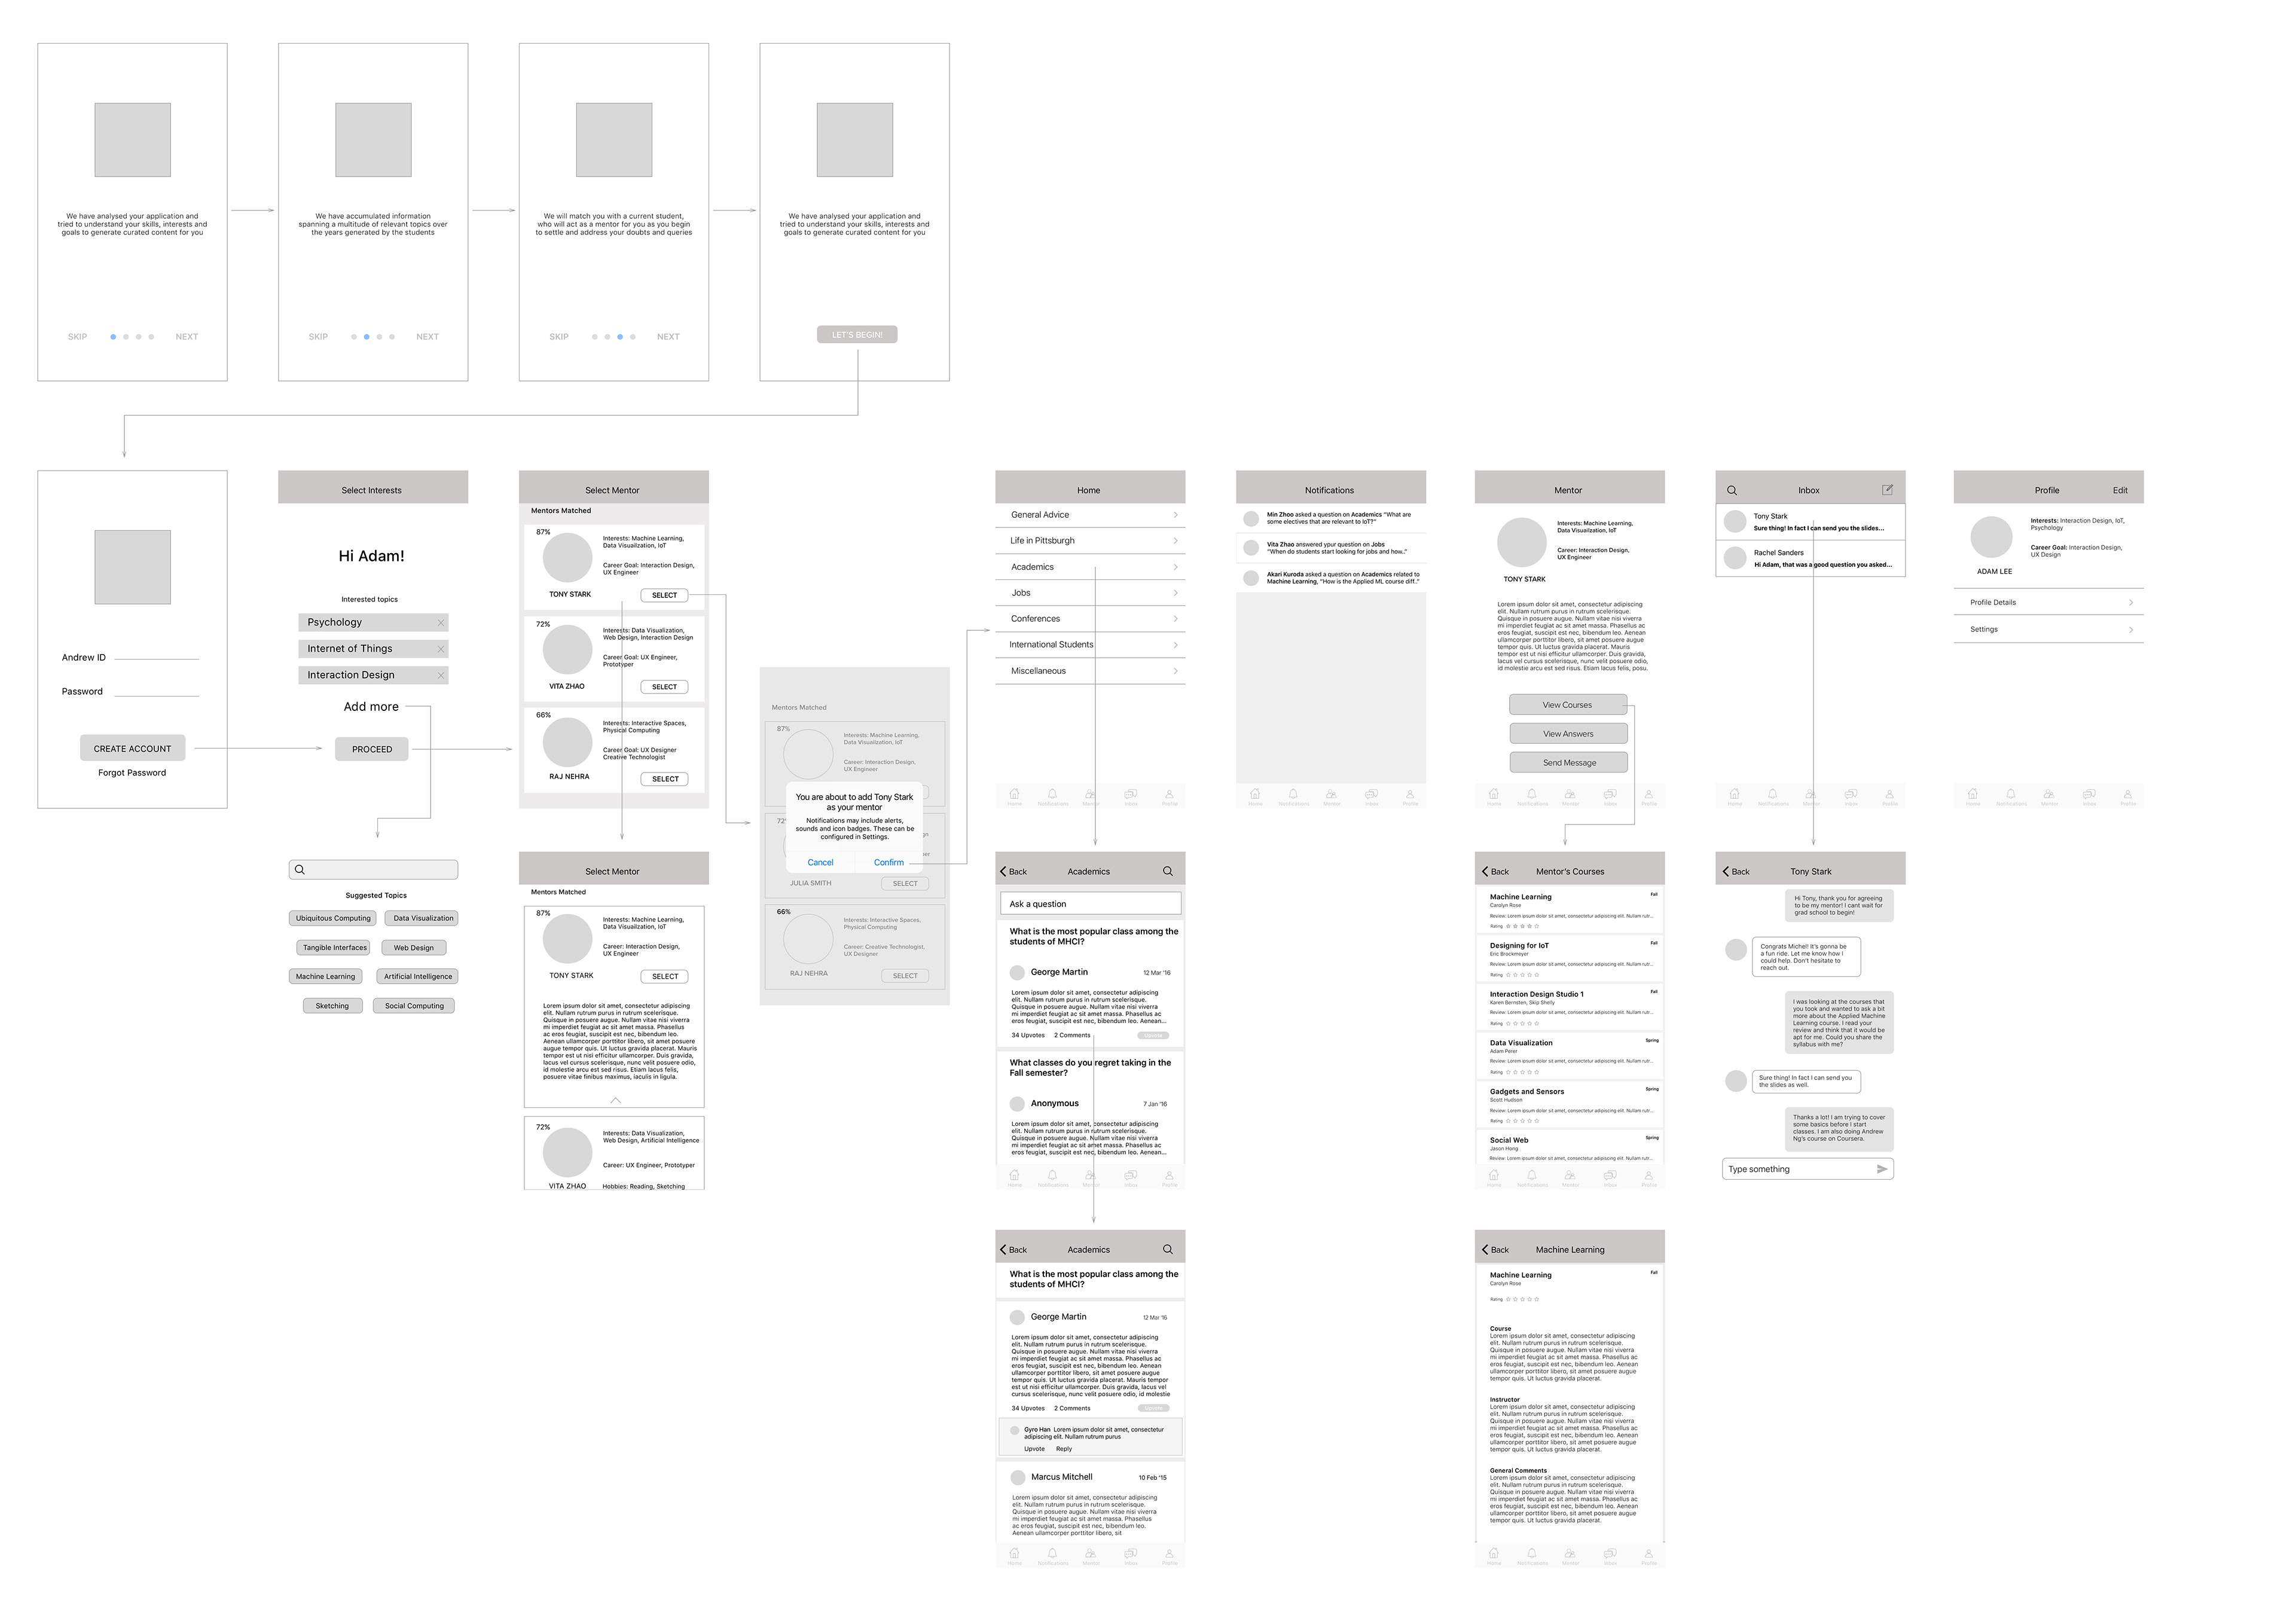 We have analysed your application and
tried to understand your skills, interests and
goals to generate curated content for you
SKIP
NEXT
We have accumulated information
spanning a multitude of relevant topics over
the years generated by the students
SKIP
NEXT
We will match you with a current student,
who will act as a mentor for you as you begin
to settle and address your doubts and queries
SKIP
NEXT
We have analysed your application and
tried to understand your skills, interests and
goals to generate curated content for you
LET'S BEGIN!
Andrew ID
Password
CREATE ACCOUNT
Forgot Password
Select Interests
Hi Adam!
Interested topics
Psychology
Internet of Things
Interaction Design
Add more
PROCEED
Suggested Topics
Ubiquitous Computing
Data Visualization
Tangible Interfaces
Web Design
Machine Learning
Artificial Intelligence
Sketching
Social Computing
Select Mentor
Mentors Matched
87%
Interests: Machine Learning,
Data Visualization, IoT
Career Goal: Interaction Design,
UX Engineer
TONY STARK
SELECT
72%
Interests: Data Visualization,
Web Design, Interaction Design
Career Goal: UX Engineer,
Prototyper
VITA ZHAO
SELECT
66%
Interests: Interactive Spaces,
Physical Computing
Career Goal: UX Designer
Creative Technologist
RAJ NEHRA
SELECT
Select Mentor
Mentors Matched
87%
Interests: Machine Learning,
Data Visualization, IoT
Career: Interaction Design,
UX Engineer
TONY STARK
SELECT
Lorem ipsum dolor sit amet, consectetur adipiscing
elit. Nullam rutrum purus in rutrum scelerisque.
Quisque in posuere augue. Nullam vitae nisi viverra
mi imperdiet feugiat ac sit amet massa. Phasellus
ac eros feugiat, suscipit est nec, bibendum leo.
Aenean ullamcorper porttitor libero, sit amet posuere
augue tempor quis. Ut luctus gravida placerat. Mauris
tempor est ut nisi efficitur ullamcorper. Duis gravida,
lacus vel cursus scelerisque, nunc velit posuere odio,
id molestie arcu est sed risus. Etiam lacus felis,
posuere vitae finibus maximus, iaculis in ligula.
72%
Interests: Data Visualization,
Web Design, Artificial Intelligence
Career: UX Engineer, Prototyper
VITA ZHAO
Hobbies: Reading, Sketching
Mentors Matched
87%
Interests: Machine Learning,
Data Visualization, IoT
Career: Interaction Design,
UX Engineer
You are about to add Tony Stark
as your mentor
Notifications may include alerts,
sounds and icon badges. These can be
configured in Settings.
Cancel
Confirm
JULIA SMITH
SELECT
66%
Interests: Interactive Spaces,
Physical Computing
Career: Creative Technologist,
UX Designer
RAJ NEHRA
SELECT
Home
General Advice
Life in Pittsburgh
Academics
Jobs
Conferences
International Students
Miscellaneous
Home
Notifications
Mentor
Inbox
Profile
Academics
Back
Ask a question
What is the most popular class among the
students of MHCI?
George Martin
12 Mar '16
Lorem ipsum dolor sit amet, consectetur adipiscing
elit. Nullam rutrum purus in rutrum scelerisque.
Quisque in posuere augue. Nullam vitae nisi viverra
mi imperdiet feugiat ac sit amet massa. Phasellus ac
eros feugiat, suscipit est nec, bibendum leo. Aenean...
34 Upvotes
2 Comments
Upvote
What classes do you regret taking in the
Fall semester?
Anonymous
7 Jan '16
Lorem ipsum dolor sit amet, consectetur adipiscing
elit. Nullam rutrum purus in rutrum scelerisque.
Quisque in posuere augue. Nullam vitae nisi viverra
mi imperdiet feugiat ac sit amet massa. Phasellus ac
eros feugiat, suscipit est nec, bibendum leo. Aenean...
Home
Notifications
Mentor
Inbox
Profile
Back
Academics
What is the most popular class among the
students of MHCI?
George Martin
12 Mar '16
Lorem ipsum dolor sit amet, consectetur adipiscing
elit. Nullam rutrum purus in rutrum scelerisque.
Quisque in posuere augue. Nullam vitae nisi viverra
mi imperdiet feugiat ac sit amet massa. Phasellus ac
eros feugiat, suscipit est nec, bibendum leo. Aenean
ullamcorper porttitor libero, sit amet posuere augue
tempor quis. Ut luctus gravida placerat. Mauris tempor
est ut nisi efficitur ullamcorper. Duis gravida, lacus vel
cursus scelerisque, nunc velit posuere odio, id molestie
34 Upvotes
2 Comments
Upvote
Gyro Han Lorem ipsum dolor sit amet, consectetur
adipiscing elit. Nullam rutrum purus
Upvote
Reply
Marcus Mitchell
10 Feb '15
Lorem ipsum dolor sit amet, consectetur adipiscing
elit. Nullam rutrum purus in rutrum scelerisque.
Quisque in posuere augue. Nullam vitae nisi viverra
mi imperdiet feugiat ac sit amet massa. Phasellus
ac eros feugiat, suscipit est nec, bibendum leo.
Aenean ullamcorper porttitor libero, sit
Home
Notifications
Mentor
Inbox
Profile
Notifications
Min Zhoo asked a question on Academics "What are
some electives that are relevant to IoT?"
Vita Zhao answered your question on Jobs
"When do students start looking for jobs and how.."
Akari Kuroda asked a question on Academics related to
Machine Learning, "How is the Applied ML course diff.."
Home
Notifications
Mentor
Inbox
Profile
Mentor
Interests: Machine Learning,
Data Visualization, IoT
Career: Interaction Design,
UX Engineer
TONY STARK
Lorem ipsum dolor sit amet, consectetur adipiscing
elit. Nullam rutrum purus in rutrum scelerisque.
Quisque in posuere augue. Nullam vitae nisi viverra
mi imperdiet feugiat ac sit amet massa. Phasellus ac
eros feugiat, suscipit est nec, bibendum leo. Aenean
ullamcorper porttitor libero, sit amet posuere augue
tempor quis. Ut luctus gravida placerat. Mauris
tempor est ut nisi efficitur ullamcorper. Duis gravida,
lacus vel cursus scelerisque, nunc velit posuere odio,
id molestie arcu est sed risus. Etiam lacus felis, posu.
View Courses
View Answers
Send Message
Home
Notifications
Mentor
Inbox
Profile
Back
Mentor's Courses
Machine Learning
Fall
Carolyn Rose
Review: Lorem ipsum dolor sit amet, consectetur adipiscing elit. Nullam rutr...
Rating
Designing for IoT
Fall
Eric Brockmeyer
Review: Lorem ipsum dolor sit amet, consectetur adipiscing elit. Nullam rutr...
Rating
Interaction Design Studio 1
Fall
Karen Bernsten, Skip Shelly
Review: Lorem ipsum dolor sit amet, consectetur adipiscing elit. Nullam rutr...
Rating
Data Visualization
Spring
Adam Perer
Review: Lorem ipsum dolor sit amet, consectetur adipiscing elit. Nullam rutr...
Rating
Gadgets and Sensors
Spring
Scott Hudson
Review: Lorem ipsum dolor sit amet, consectetur adipiscing elit. Nullam rutr...
Rating
Social Web
Spring
Jason Hong
Review: Lorem ipsum dolor sit amet, consectetur adipiscing elit. Nullam rutr...
Home
Notifications
Mentor
Inbox
Profile
Back
Machine Learning
Machine Learning
Fall
Carolyn Rose
Rating
Course
Lorem ipsum dolor sit amet, consectetur adipiscing
elit. Nullam rutrum purus in rutrum scelerisque.
Quisque in posuere augue. Nullam vitae nisi viverra
mi imperdiet feugiat ac sit amet massa. Phasellus ac
eros feugiat, suscipit est nec, bibendum leo. Aenean
ullamcorper porttitor libero, sit amet posuere augue
tempor quis. Ut luctus gravida placerat.
Instructor
Lorem ipsum dolor sit amet, consectetur adipiscing
elit. Nullam rutrum purus in rutrum scelerisque.
Quisque in posuere augue. Nullam vitae nisi viverra
mi imperdiet feugiat ac sit amet massa. Phasellus ac
eros feugiat, suscipit est nec, bibendum leo. Aenean
ullamcorper porttitor libero, sit amet posuere augue
tempor quis. Ut luctus gravida placerat.
General Comments
Lorem ipsum dolor sit amet, consectetur adipiscing
elit. Nullam rutrum purus in rutrum scelerisque.
Quisque in posuere augue. Nullam vitae nisi viverra
mi imperdiet feugiat ac sit amet massa. Phasellus ac
eros feugiat, suscipit est nec, bibendum leo. Aenean
ullamcorper porttitor libero, sit amet posuere augue
tempor quis. Ut luctus gravida placerat.
Home
Notifications
Mentor
Inbox
Profile
Inbox
Tony Stark
Sure thing! In fact I can send you the slides...
Rachel Sanders
Hi Adam, that was a good question you asked...
Home
Notifications
Mentor
Inbox
Profile
Back
Tony Stark
Hi Tony, thank you for agreeing
to be my mentor! I cant wait for
grad school to begin!
Congrats Michel! It's gonna be
a fun ride. Let me know how I
could help. Don't hesitate to
reach out.
I was looking at the courses that
you took and wanted to ask a bit
more about the Applied Machine
Learning course. I read your
review and think that it would be
apt for me. Could you share the
syllabus with me?
Sure thing! In fact I can send you
the slides as well.
Thanks a lot! I am trying to cover
some basics before I start
classes. I am also doing Andrew
Ng's course on Coursera.
Type something
Profile
Edit
Interests: Interaction Design, IoT,
Psychology
Career Goal: Interaction Design,
UX Design
ADAM LEE
Profile Details
Settings
Home
Notifications
Mentor
Inbox
Profile